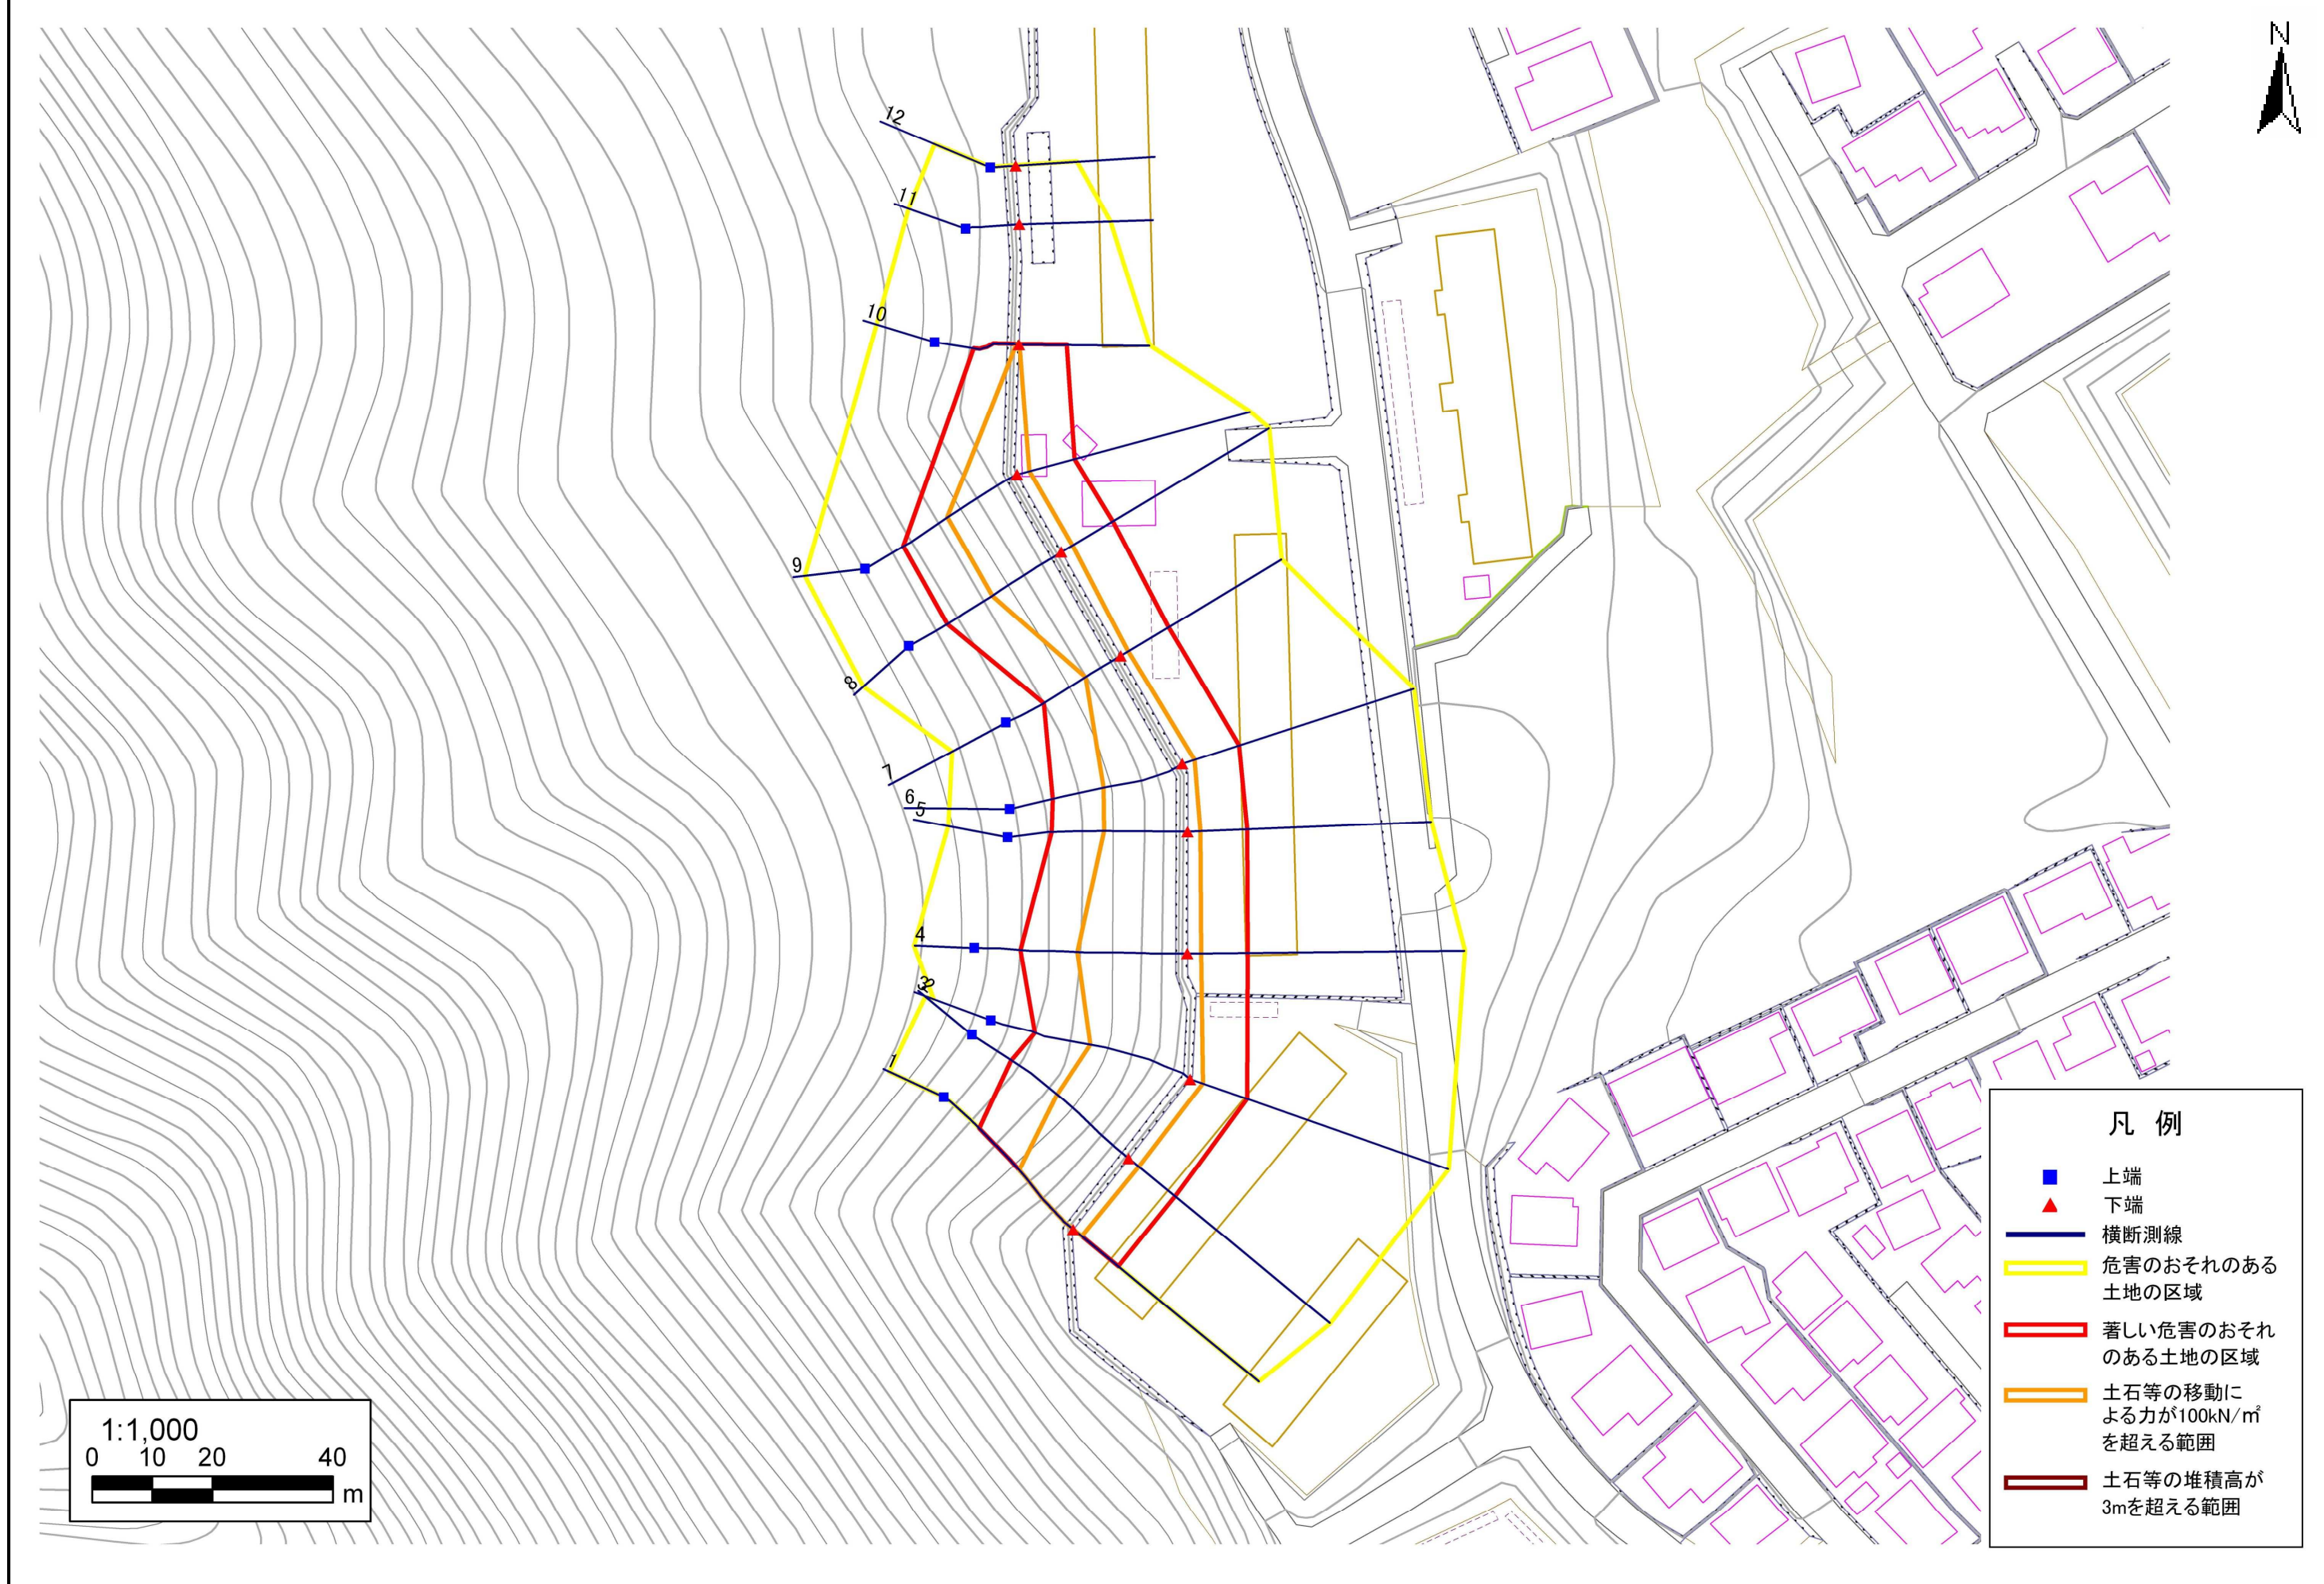 N
12
11
10
9
8
7
6
5
4
3
2
1
1:1,000
0 10 20 40
m
凡 例
上端
下端
横断測線
危害のおそれのある
土地の区域
著しい危害のおそれ
のある土地の区域
土石等の移動に
よる力が100kN/㎡
を超える範囲
土石等の堆積高が
3mを超える範囲